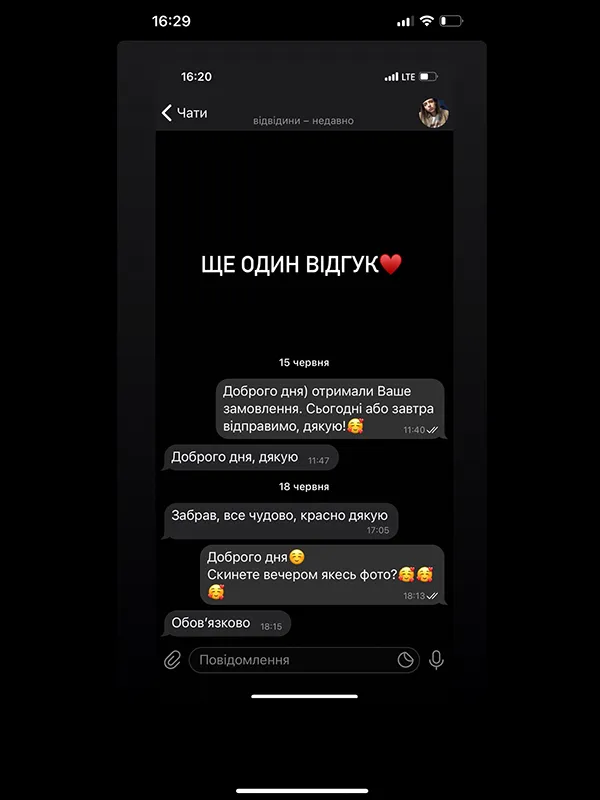 16:29
16:20
LTE
Чати
відвідини – недавно
ЩЕ ОДИН ВІДГУК♥️
15 червня
Доброго дня) отримали Ваше
замовлення. Сьогодні або завтра
відправимо, дякую!🥰
11:40
Доброго дня, дякую
11:47
18 червня
Забрав, все чудово, красно дякую
17:05
Доброго дня☺️
Скинете вечером якесь фото?🥰🥰
🥰
18:13
Обов’язково
18:15
Повідомлення